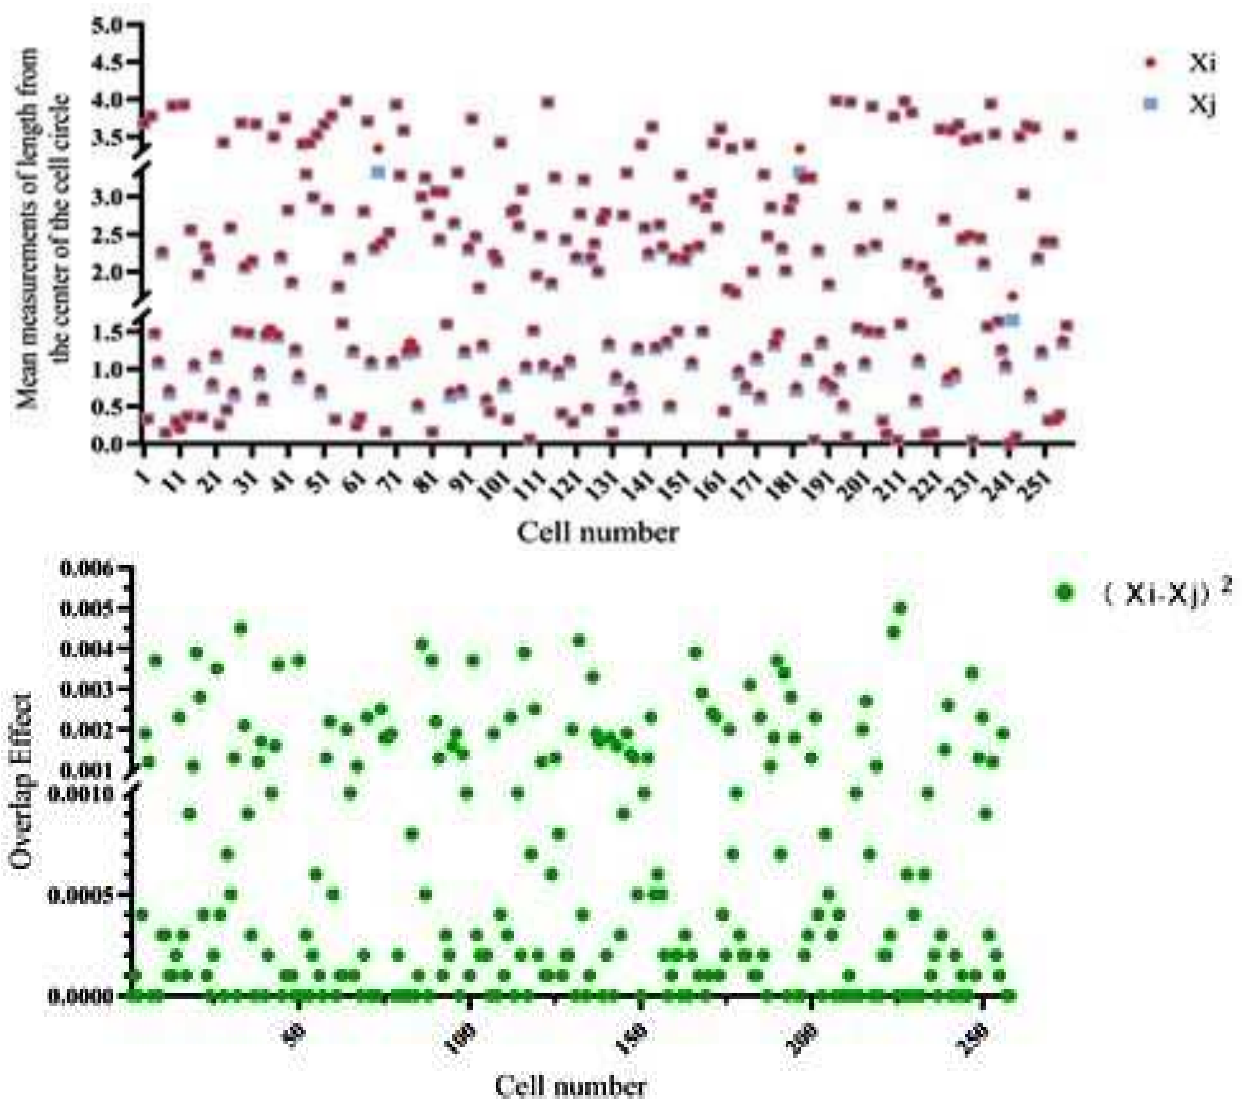 Mean measurements of length from
the center of the cell circle
5.0
4.5
4.0
3.5
3.0
2.5
2.0
1.5
1.0
0.5
0.0
1 11 21 31 41 51 61 71 81 91 101 111 121 131 141 151 161 171 181 191 201 211 221 231 241 251
Cell number
Xi
Xj
Overlap Effect
0.006
0.005
0.004
0.003
0.002
0.001
0.0010
0.0005
0.0000
50 100 150 200 250
Cell number
( Xi-Xj) 2